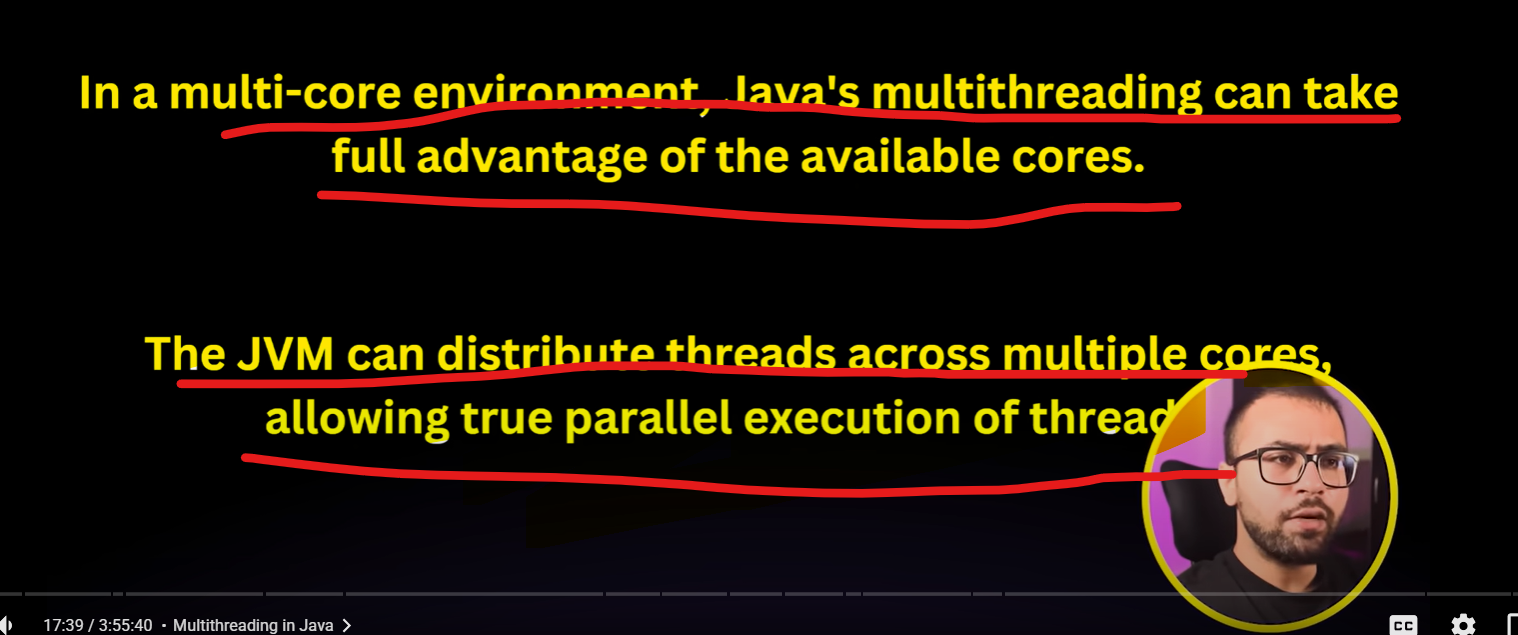 In a multi-core environment, Java's multithreading can take
full advantage of the available cores.
The JVM can distribute threads across multiple cores,
allowing true parallel execution of thread
17:39 / 3:55:40 • Multithreading in Java >
CC